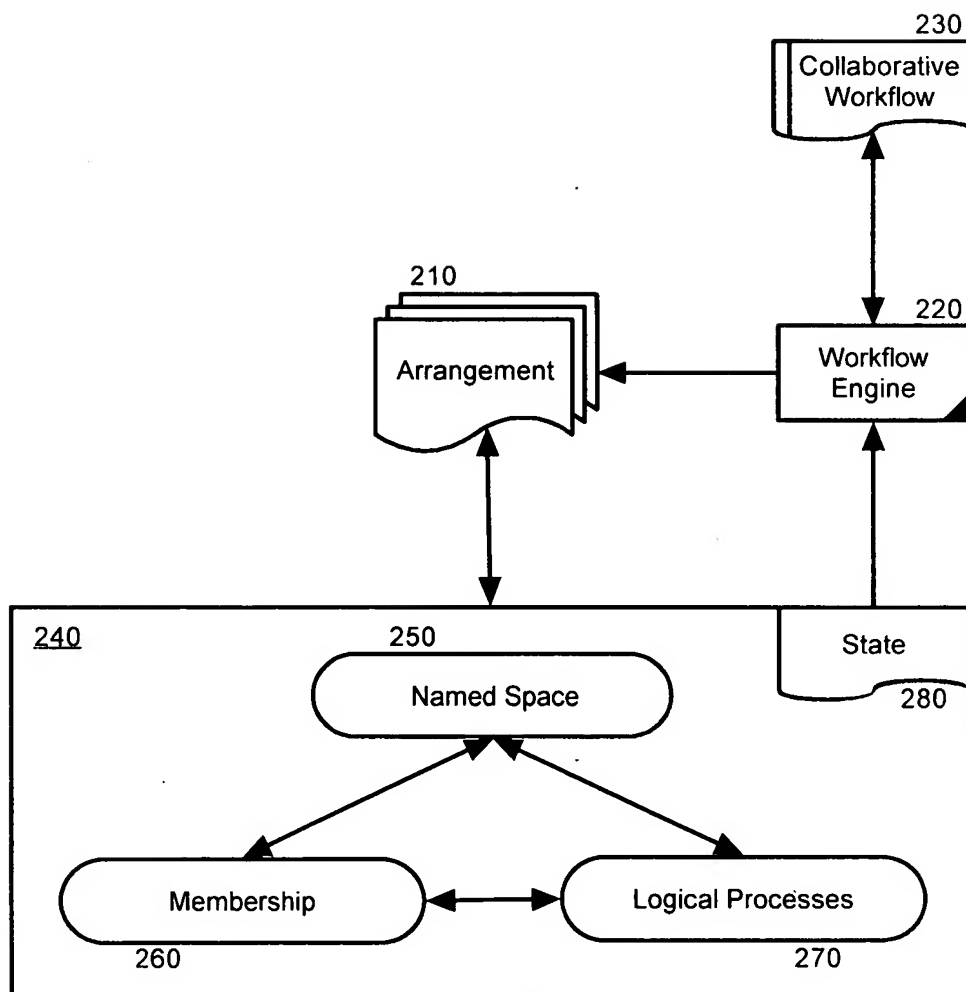 230
Collaborative
Workflow
210
220
Arrangement
Workflow
Engine
240
250
State
Named Space
280
Membership
Logical Processes
260
270